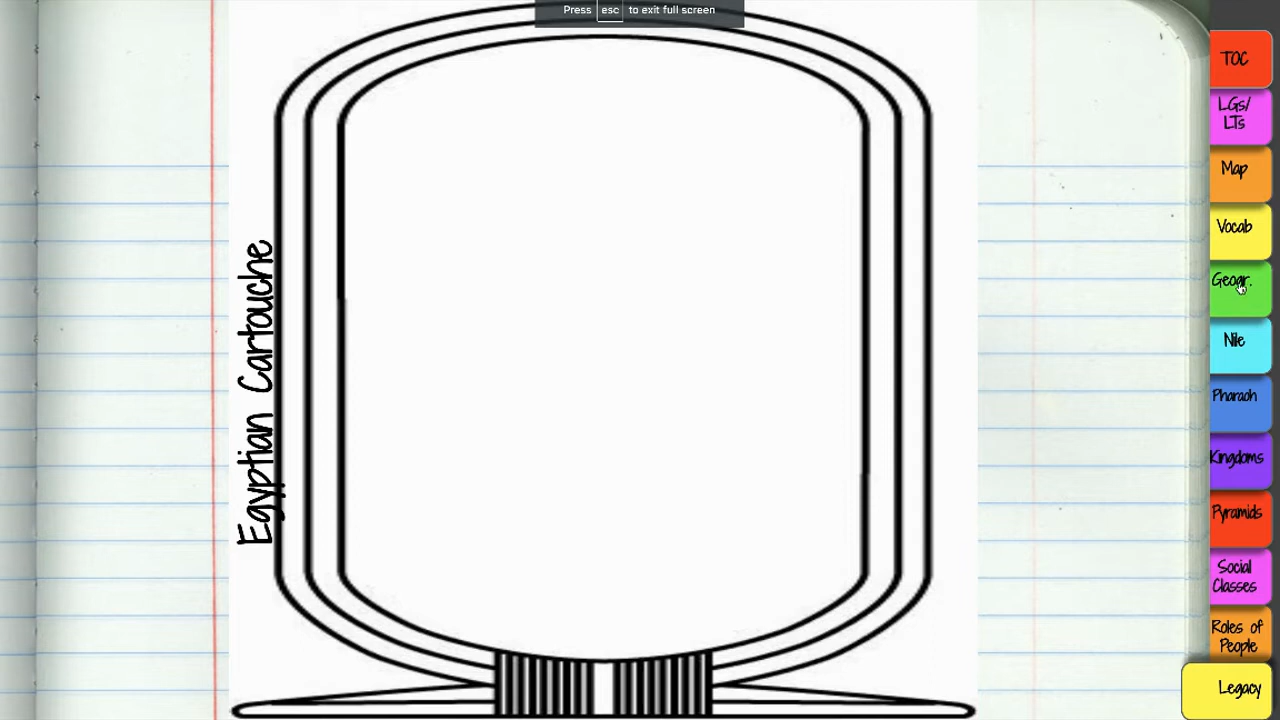 Press esc to exit full screen
Egyptian Cartouche
TOC
LGs/
LTs
Map
Vocab
Geogr.
Nile
Pharaoh
Kingdoms
Pyramids
Social
Classes
Roles of
People
Legacy